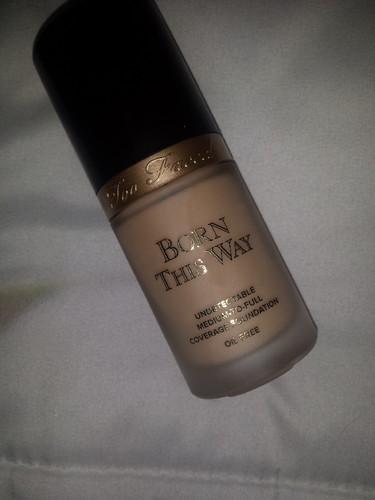 Too Faced
BORN
THIS WAY
UNDETECTABLE
MEDIUM-TO-FULL
COVERAGE FOUNDATION
OIL FREE